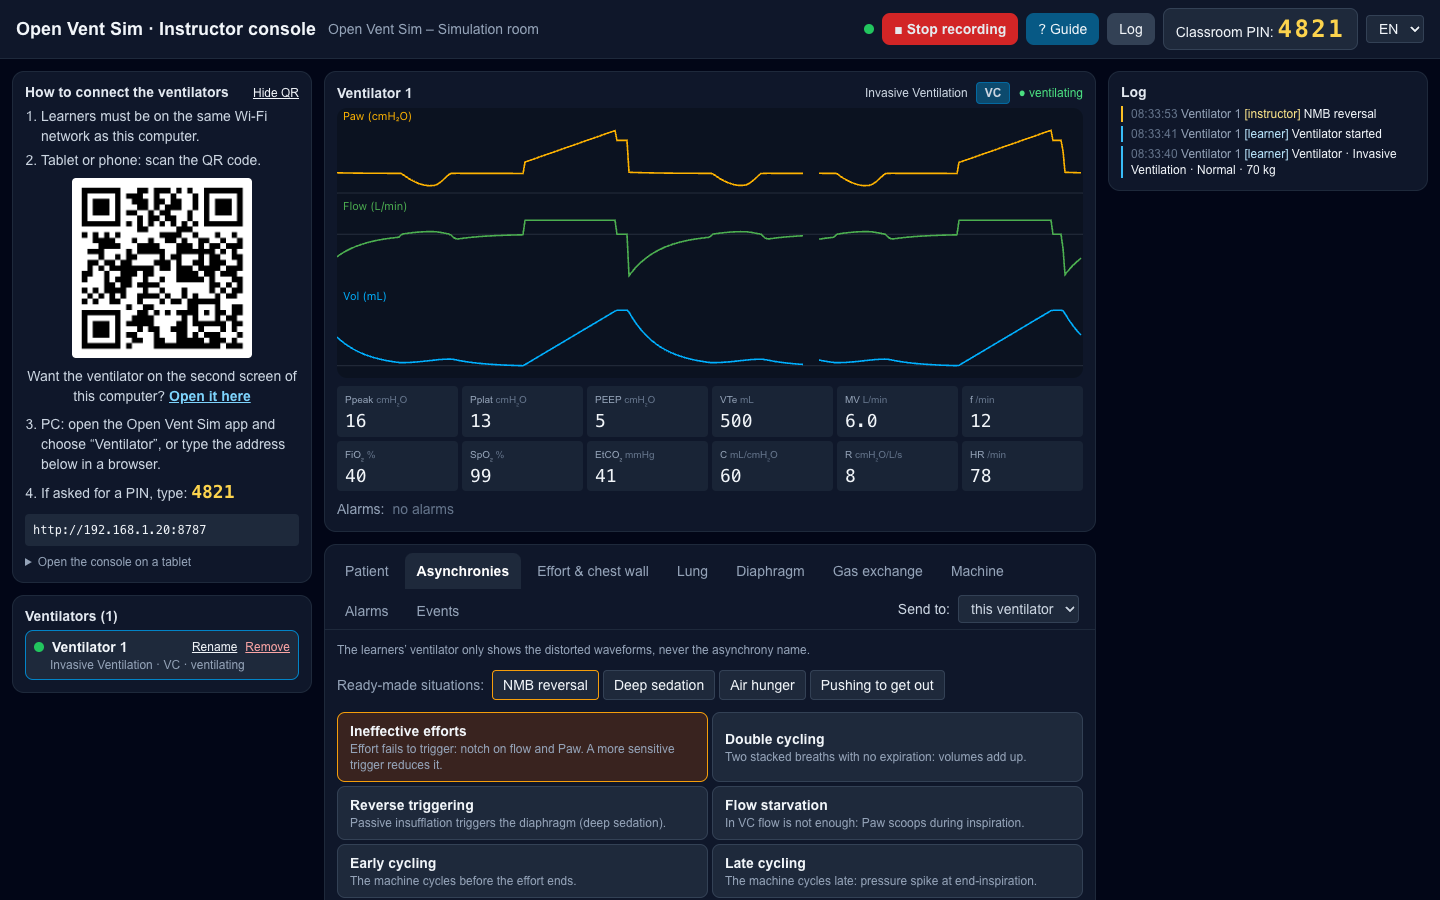 Open Vent Sim · Instructor console
Open Vent Sim – Simulation room
■ Stop recording
? Guide
Log
Classroom PIN: 4821
EN
How to connect the ventilators
Hide QR
1. Learners must be on the same Wi-Fi
network as this computer.
2. Tablet or phone: scan the QR code.
Want the ventilator on the second screen of
this computer? Open it here
3. PC: open the Open Vent Sim app and
choose “Ventilator”, or type the address
below in a browser.
4. If asked for a PIN, type: 4821
http://192.168.1.20:8787
▶ Open the console on a tablet
Ventilators (1)
Ventilator 1
Rename
Remove
Invasive Ventilation · VC · ventilating
Ventilator 1
Invasive Ventilation
VC
● ventilating
Paw (cmH₂O)
Flow (L/min)
Vol (mL)
Ppeak cmH₂O
16
Pplat cmH₂O
13
PEEP cmH₂O
5
VTe mL
500
MV L/min
6.0
f /min
12
FiO₂ %
40
SpO₂ %
99
EtCO₂ mmHg
41
C mL/cmH₂O
60
R cmH₂O/L/s
8
HR /min
78
Alarms: no alarms
Patient
Asynchronies
Effort & chest wall
Lung
Diaphragm
Gas exchange
Machine
Alarms
Events
Send to: this ventilator
The learners’ ventilator only shows the distorted waveforms, never the asynchrony name.
Ready-made situations:
NMB reversal
Deep sedation
Air hunger
Pushing to get out
Ineffective efforts
Effort fails to trigger: notch on flow and Paw. A more sensitive
trigger reduces it.
Double cycling
Two stacked breaths with no expiration: volumes add up.
Reverse triggering
Passive insufflation triggers the diaphragm (deep sedation).
Flow starvation
In VC flow is not enough: Paw scoops during inspiration.
Early cycling
The machine cycles before the effort ends.
Late cycling
The machine cycles late: pressure spike at end-inspiration.
Log
08:33:53 Ventilator 1 [instructor] NMB reversal
08:33:41 Ventilator 1 [learner] Ventilator started
08:33:40 Ventilator 1 [learner] Ventilator · Invasive
Ventilation · Normal · 70 kg